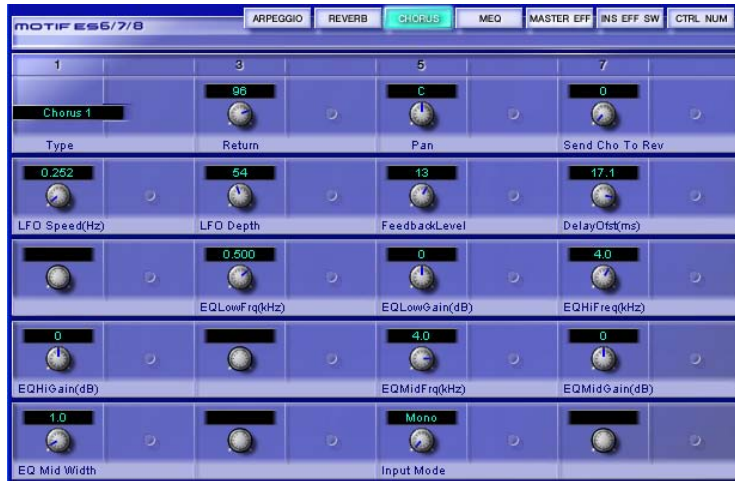 MOTIF ES6/7/8
ARPEGGIO REVERB CHORUS MEQ MASTER EFF INS EFF SW CTRL NUM
1 3 5 7
Chorus 1 96 C 0
Type Return Pan Send Cho To Rev
0.252 54 13 17.1
LFO Speed(Hz) LFO Depth FeedbackLevel DelayOfst(ms)
0.500 0 4.0
EQLowFrq(kHz) EQLowGain(dB) EQHiFreq(kHz)
0 4.0 0
EQHiGain(dB) EQMidFrq(kHz) EQMidGain(dB)
1.0 Mono
EQ Mid Width Input Mode